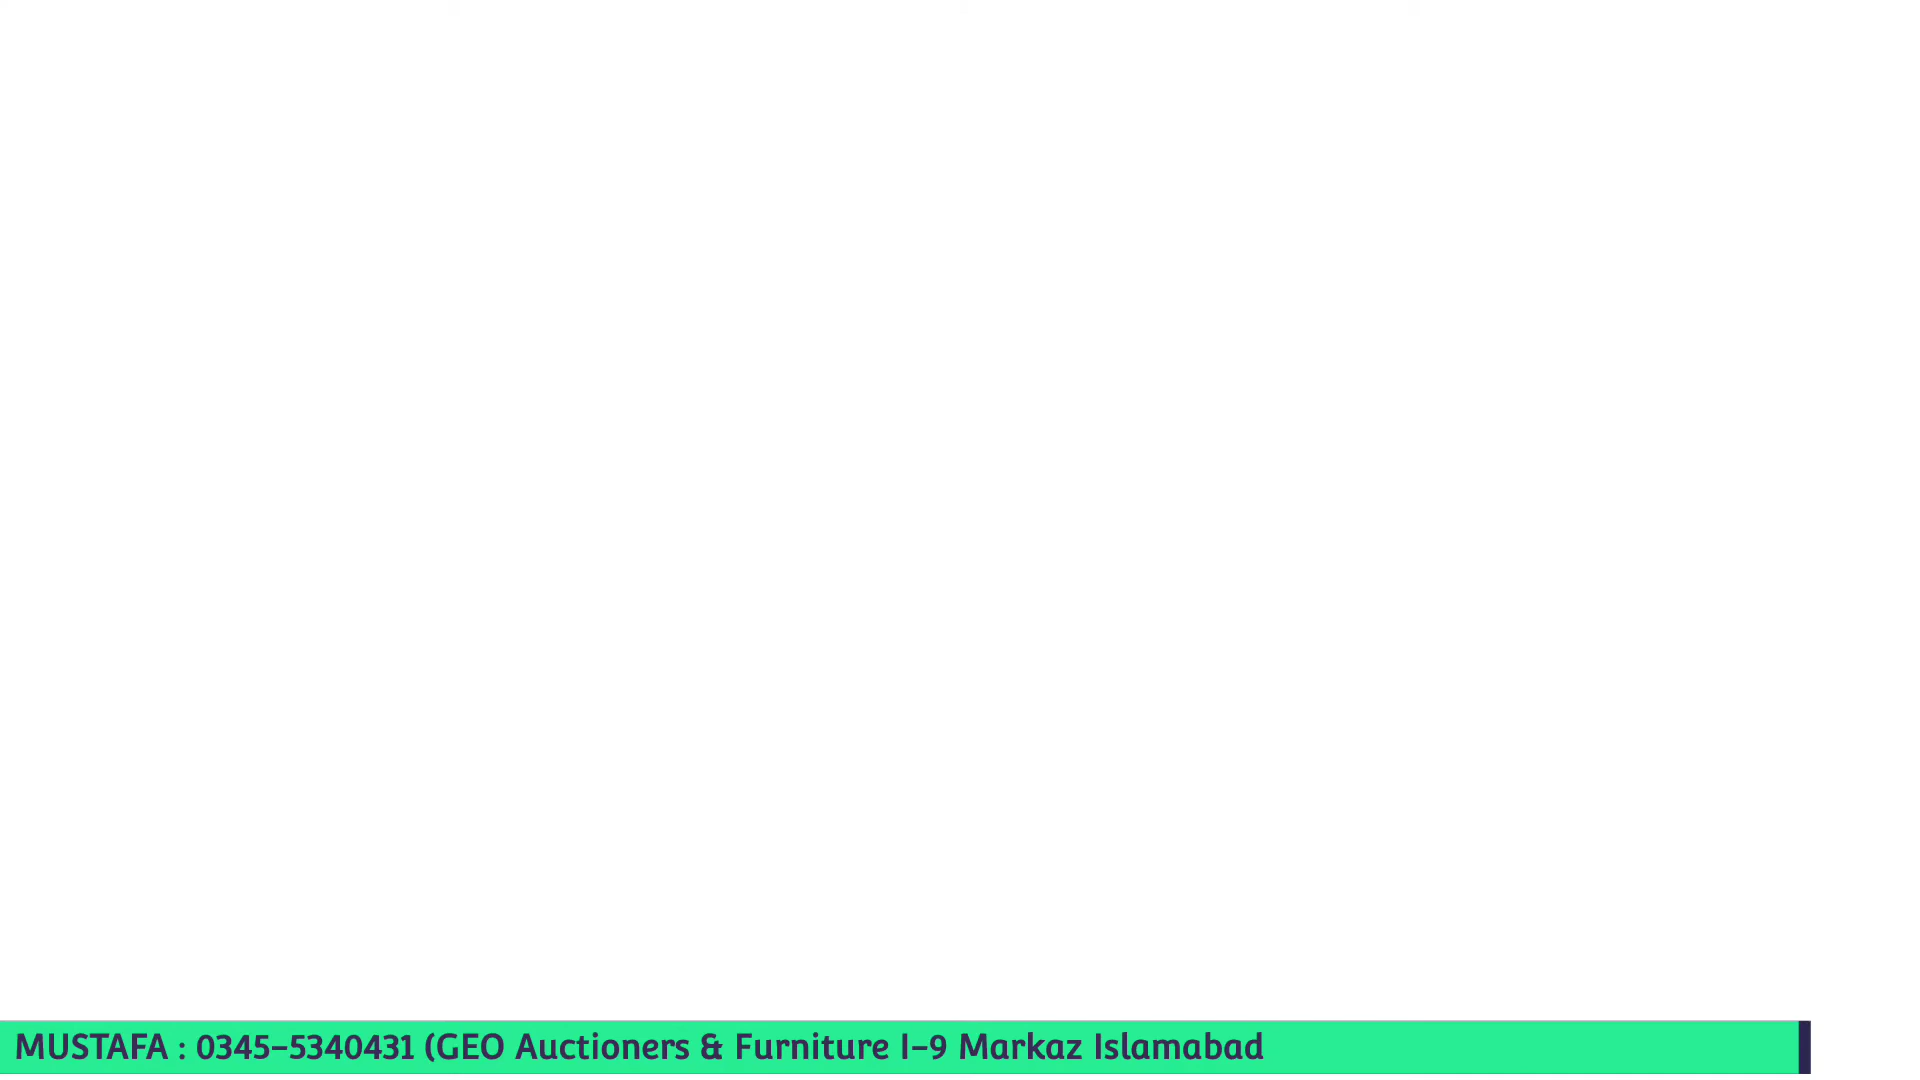 MUSTAFA : 0345-5340431 (GEO Auctioners & Furniture I-9 Markaz Islamabad